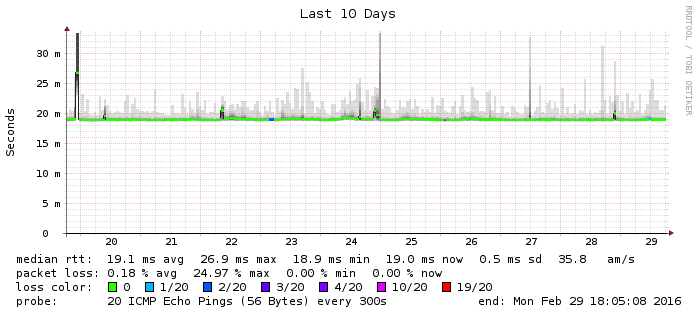 Last 10 Days
RRDTOOL / TOBI OETIKER
Seconds
30 m
25 m
20 m
15 m
10 m
5 m
0
20 21 22 23 24 25 26 27 28 29
median rtt: 19.1 ms avg 26.9 ms max 18.9 ms min 19.0 ms now 0.5 ms sd 35.8 am/s
packet loss: 0.18 % avg 24.97 % max 0.00 % min 0.00 % now
loss color: 0 1/20 2/20 3/20 4/20 10/20 19/20
probe: 20 ICMP Echo Pings (56 Bytes) every 300s end: Mon Feb 29 18:05:08 2016